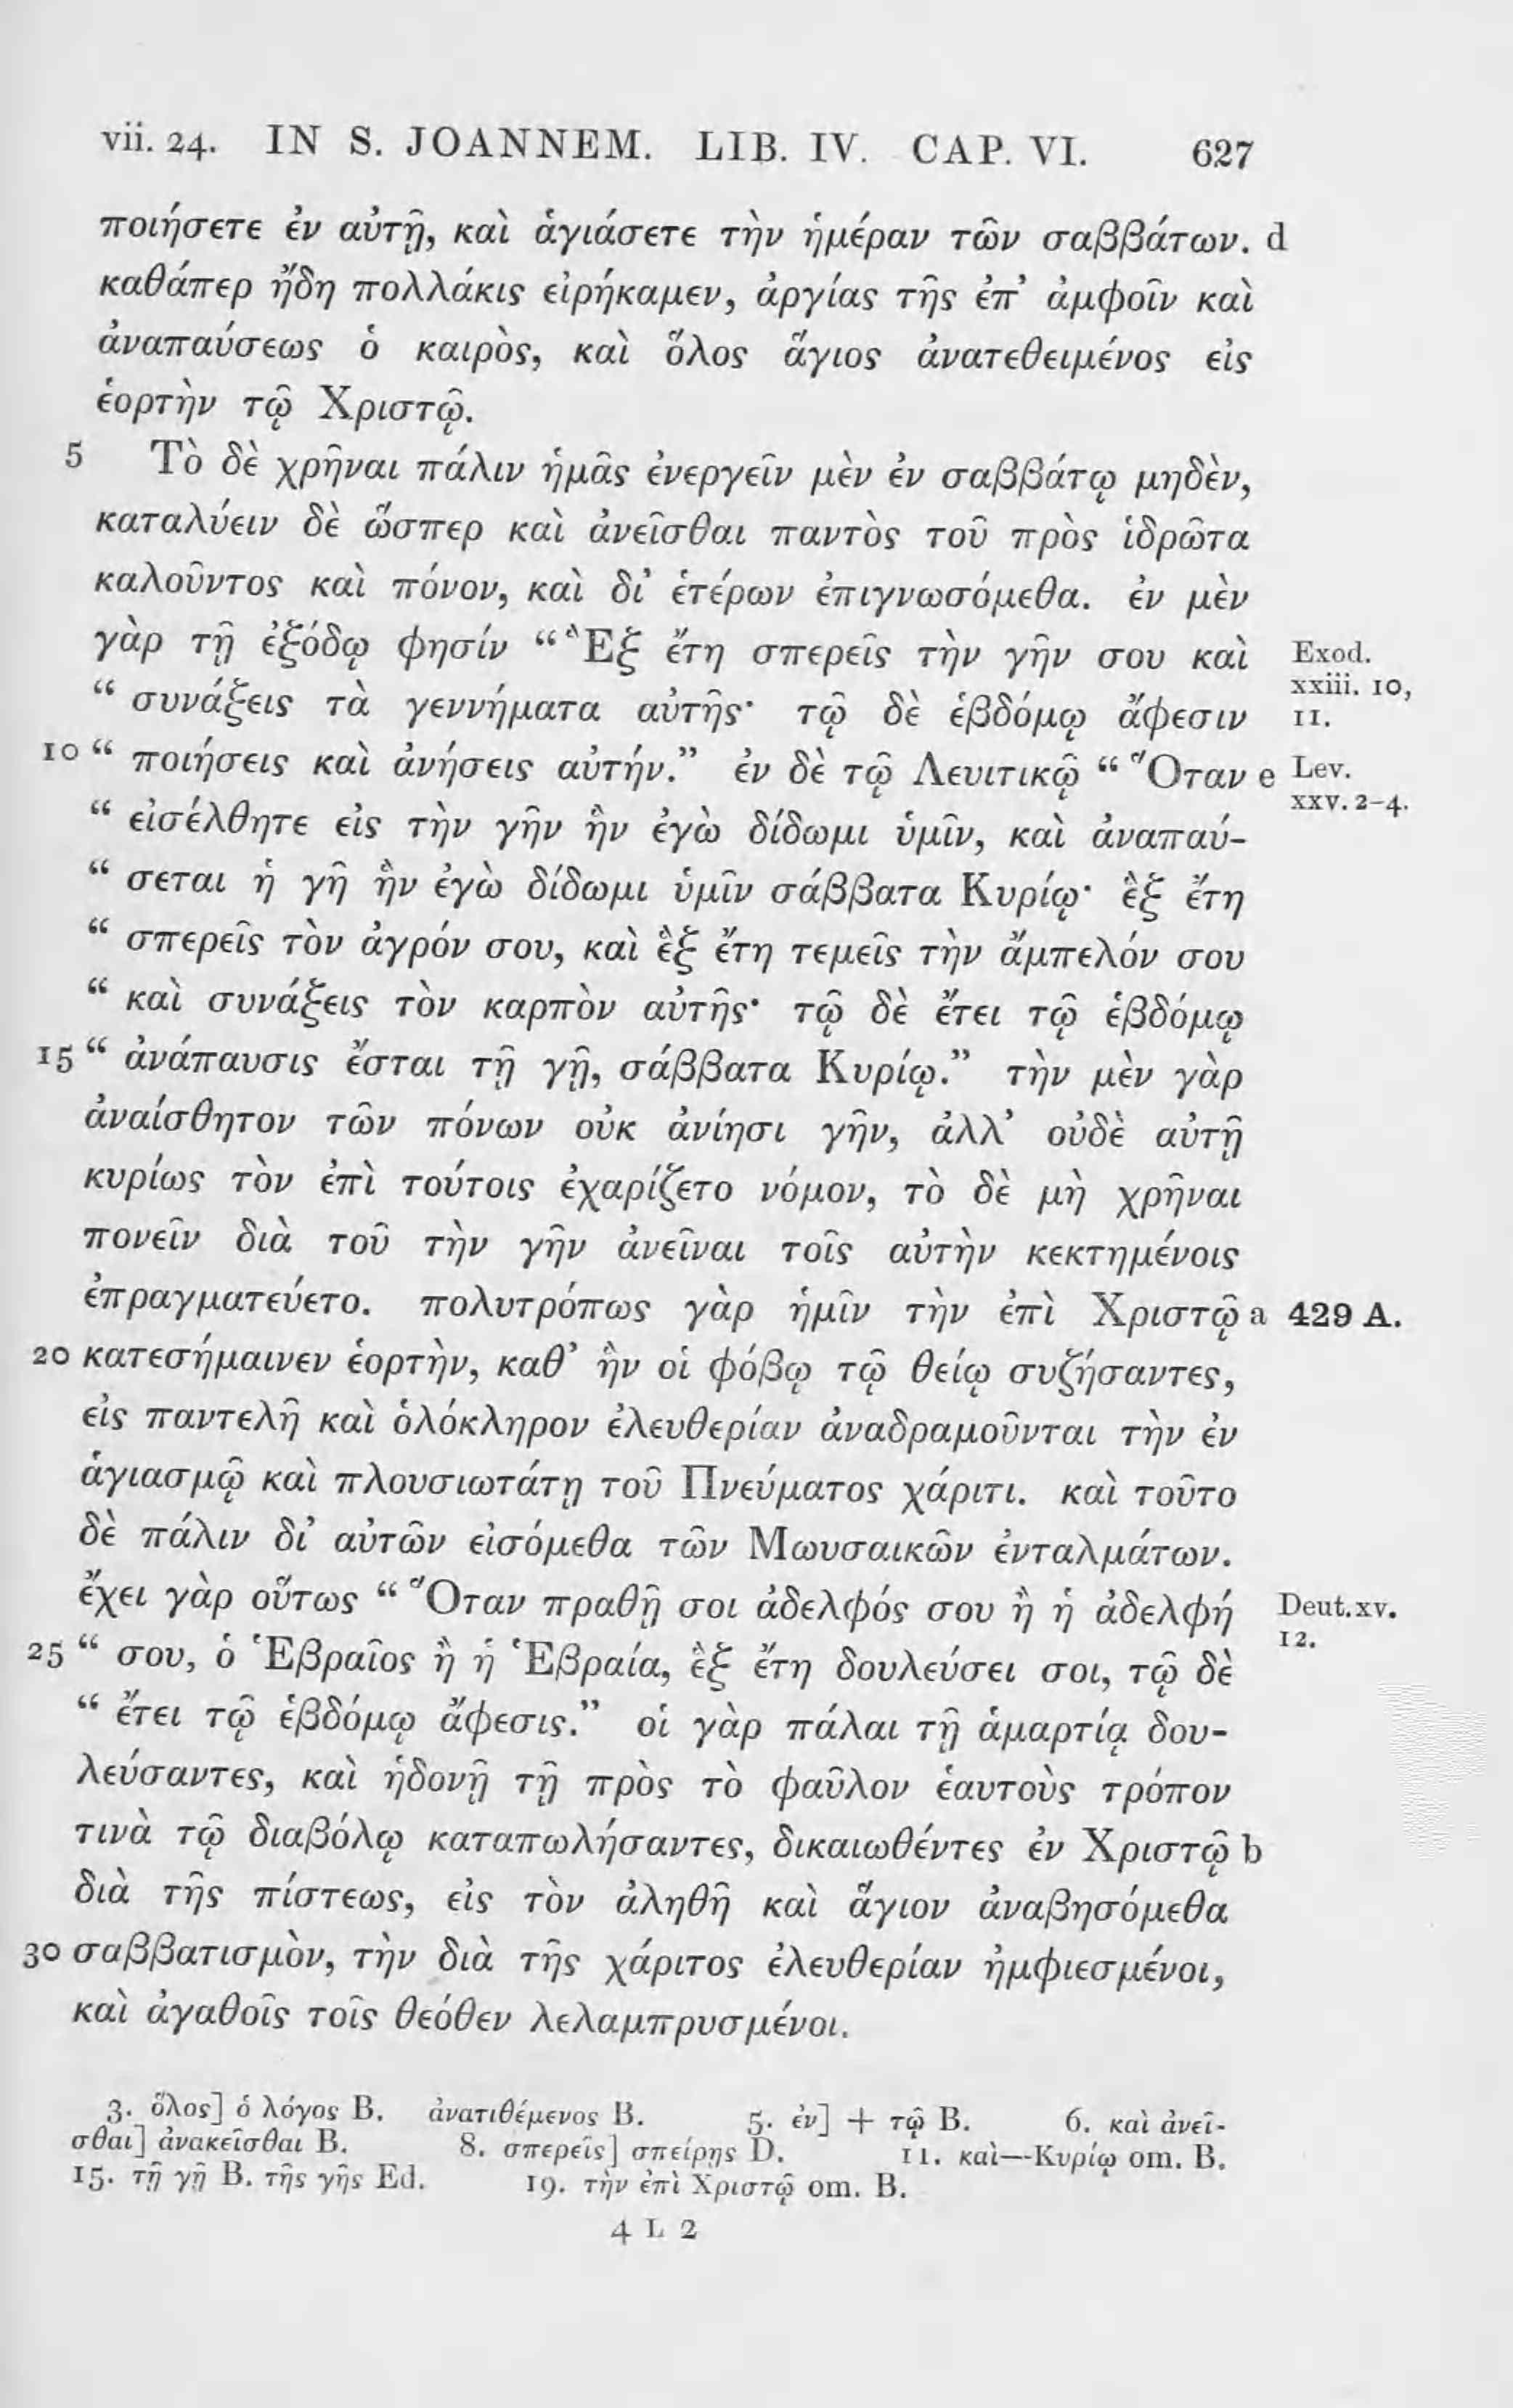 vii. 24. IN S. JOANNEM. LIB. IV. CAP. VI. 627
ποιήσετε ἐν αὐτῇ, καὶ ἁγιάσετε τὴν ἡμέραν τῶν σαββάτων. d
καθάπερ ἤδη πολλάκις εἰρήκαμεν, ἀργίας τῆς ἐπ’ ἀμφοῖν καὶ
ἀναπαύσεως ὁ καιρὸς, καὶ ὅλος ἅγιος ἀνατεθειμένος εἰς
ἑορτὴν τῷ Χριστῷ.
5 Τὸ δὲ χρῆναι πάλιν ἡμᾶς ἐνεργεῖν μὲν ἐν σαββάτῳ μηδὲν,
καταλύειν δὲ ὥσπερ καὶ ἀνεῖσθαι παντὸς τοῦ πρὸς ἱδρῶτα
καλοῦντος καὶ πόνον, καὶ δι’ ἑτέρων ἐπιγνωσόμεθα. ἐν μὲν
γὰρ τῇ ἐξόδῳ φησίν “Ἓξ ἔτη σπερεῖς τὴν γῆν σου καὶ Exod.
xxiii. 10,
“ συνάξεις τὰ γεννήματα αὐτῆς· τῷ δὲ ἑβδόμῳ ἄφεσιν 11.
10 “ ποιήσεις καὶ ἀνήσεις αὐτήν.” ἐν δὲ τῷ Λευιτικῷ “ Ὅταν e Lev.
xxv. 2-4.
“ εἰσέλθητε εἰς τὴν γῆν ἣν ἐγὼ δίδωμι ὑμῖν, καὶ ἀναπαύ-
“ σεται ἡ γῆ ἣν ἐγὼ δίδωμι ὑμῖν σάββατα Κυρίῳ· ἓξ ἔτη
“ σπερεῖς τὸν ἀγρόν σου, καὶ ἓξ ἔτη τεμεῖς τὴν ἄμπελόν σου
“ καὶ συνάξεις τὸν καρπὸν αὐτῆς· τῷ δὲ ἔτει τῷ ἑβδόμῳ
15 “ ἀνάπαυσις ἔσται τῇ γῇ, σάββατα Κυρίῳ.” τὴν μὲν γὰρ
ἀναίσθητον τῶν πόνων οὐκ ἀνίησι γῆν, ἀλλ’ οὐδὲ αὐτῇ
κυρίως τὸν ἐπὶ τούτοις ἐχαρίζετο νόμον, τὸ δὲ μὴ χρῆναι
πονεῖν διὰ τοῦ τὴν γῆν ἀνεῖναι τοῖς αὐτὴν κεκτημένοις
ἐπραγματεύετο. πολυτρόπως γὰρ ἡμῖν τὴν ἐπὶ Χριστῷ a 429 A.
20 κατεσήμαινεν ἑορτὴν, καθ’ ἣν οἱ φόβῳ τῷ θείῳ συζήσαντες,
εἰς παντελῆ καὶ ὁλόκληρον ἐλευθερίαν ἀναδραμοῦνται τὴν ἐν
ἁγιασμῷ καὶ πλουσιωτάτῃ τοῦ Πνεύματος χάριτι. καὶ τοῦτο
δὲ πάλιν δι’ αὐτῶν εἰσόμεθα τῶν Μωυσαικῶν ἐνταλμάτων.
ἔχει γὰρ οὕτως “ Ὅταν πραθῇ σοι ἀδελφός σου ἢ ἡ ἀδελφή Deut. xv.
12.
25 “ σου, ὁ Ἑβραῖος ἢ ἡ Ἑβραία, ἓξ ἔτη δουλεύσει σοι, τῷ δὲ
“ ἔτει τῷ ἑβδόμῳ ἄφεσις.” οἱ γὰρ πάλαι τῇ ἁμαρτίᾳ δου-
λεύσαντες, καὶ ἡδονῇ τῇ πρὸς τὸ φαῦλον ἑαυτοὺς τρόπον
τινὰ τῷ διαβόλῳ καταπωλήσαντες, δικαιωθέντες ἐν Χριστῷ b
διὰ τῆς πίστεως, εἰς τὸν ἀληθῆ καὶ ἅγιον ἀναβησόμεθα
30 σαββατισμὸν, τὴν διὰ τῆς χάριτος ἐλευθερίαν ἠμφιεσμένοι,
καὶ ἀγαθοῖς τοῖς θεόθεν λελαμπρυσμένοι.
3. ὅλος] ὁ λόγος B. ἀνατιθέμενος B. 5. ἐν] + τῷ B. 6. καὶ ἀνεῖ-
σθαι] ἀνακεῖσθαι B. 8. σπερεῖς] σπείρῃς D. 11. καὶ—Κυρίῳ om. B.
15. τῇ γῇ B. τῆς γῆς Ed. 19. τὴν ἐπὶ Χριστῷ om. B.
4 L 2